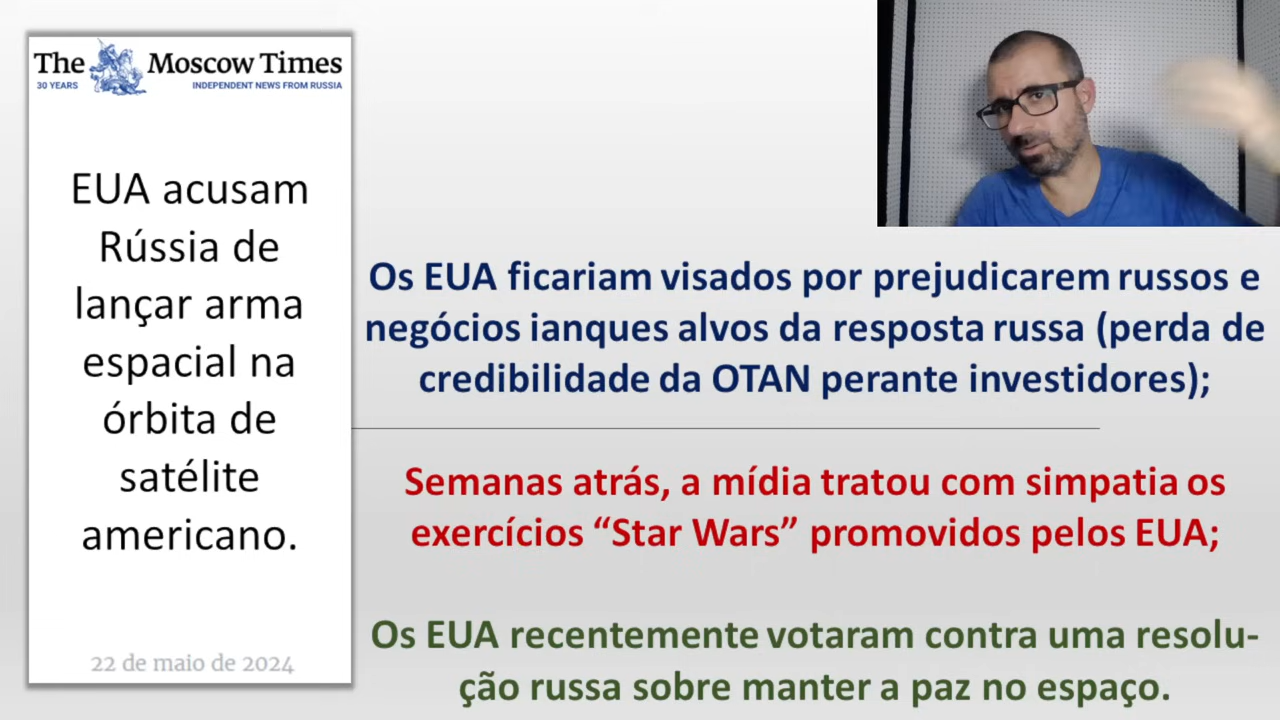 The Moscow Times
30 YEARS
INDEPENDENT NEWS FROM RUSSIA
EUA acusam
Rússia de
lançar arma
espacial na
órbita de
satélite
americano.
22 de maio de 2024
Os EUA ficariam visados por prejudicarem russos e
negócios ianques alvos da resposta russa (perda de
credibilidade da OTAN perante investidores);
Semanas atrás, a mídia tratou com simpatia os
exercícios “Star Wars” promovidos pelos EUA;
Os EUA recentemente votaram contra uma resolu-
ção russa sobre manter a paz no espaço.